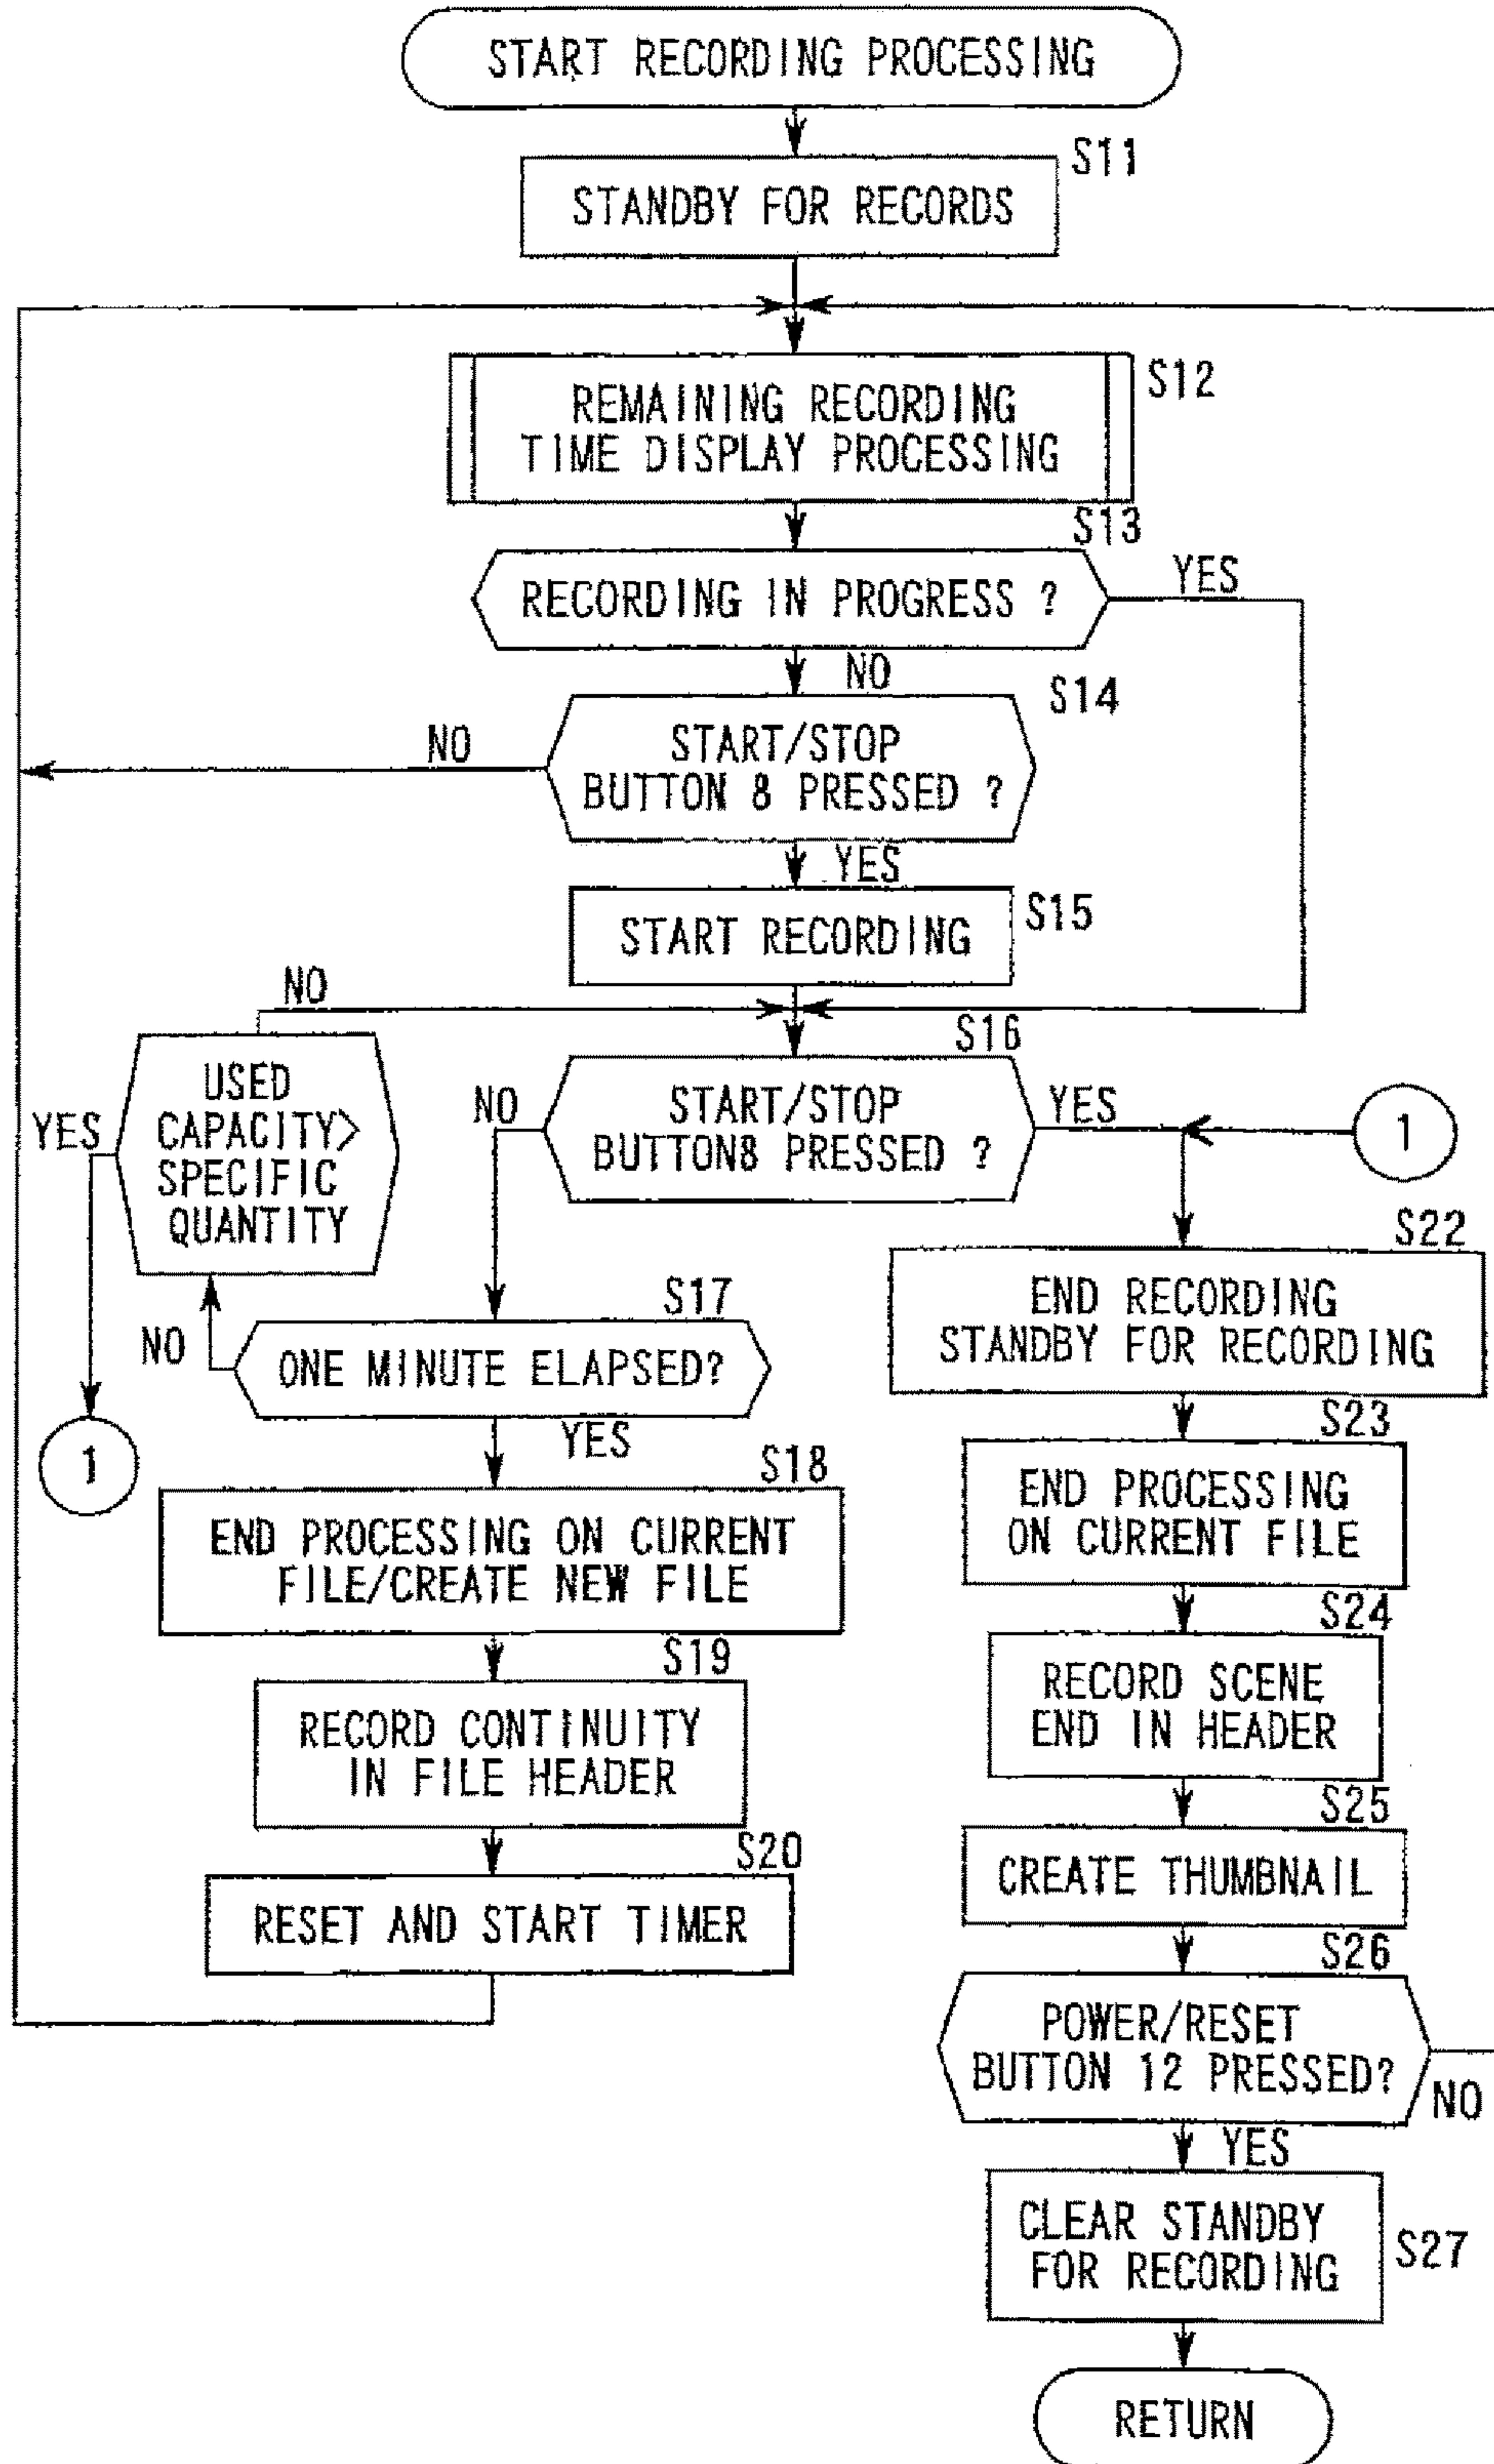 START RECORDING PROCESSING
S11
STANDBY FOR RECORDS
S12
REMAINING RECORDING
TIME DISPLAY PROCESSING
S13
RECORDING IN PROGRESS ?
YES
NO
S14
START/STOP
BUTTON 8 PRESSED ?
NO
YES
S15
START RECORDING
NO
S16
USED
CAPACITY>
SPECIFIC
QUANTITY
YES
START/STOP
BUTTON8 PRESSED ?
NO
YES
1
S22
END RECORDING
STANDBY FOR RECORDING
S17
ONE MINUTE ELAPSED?
NO
YES
1
S23
END PROCESSING
ON CURRENT FILE
S18
END PROCESSING ON CURRENT
FILE/CREATE NEW FILE
S24
RECORD SCENE
END IN HEADER
S19
RECORD CONTINUITY
IN FILE HEADER
S25
CREATE THUMBNAIL
S20
RESET AND START TIMER
S26
POWER/RESET
BUTTON 12 PRESSED?
NO
YES
CLEAR STANDBY
FOR RECORDING
S27
RETURN